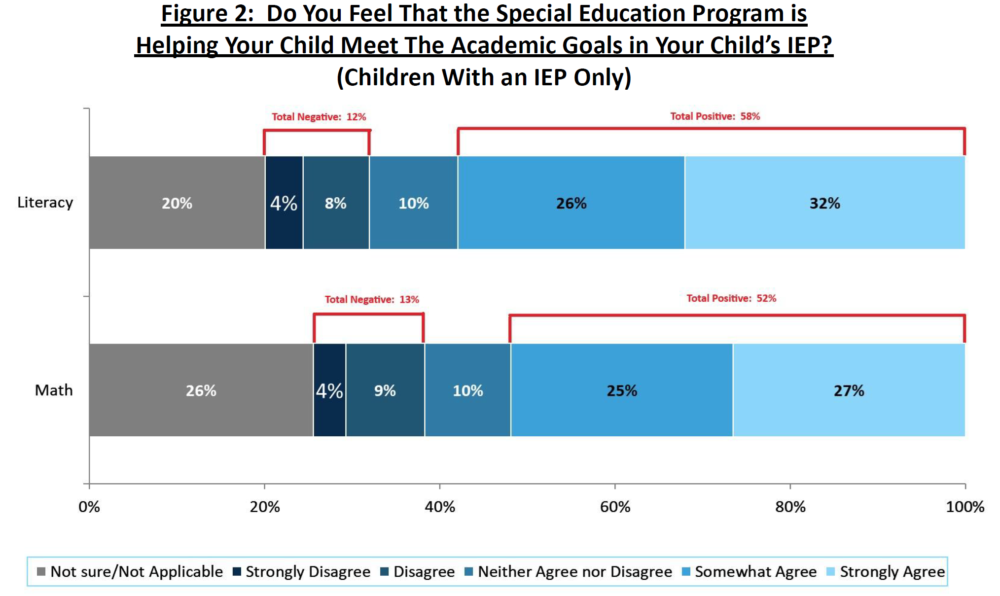 Figure 2:  Do You Feel That the Special Education Program is
Helping Your Child Meet The Academic Goals in Your Child’s IEP?
(Children With an IEP Only)
Total Negative:  12%
Total Positive:  58%
Literacy
20%
4%
8%
10%
26%
32%
Total Negative:  13%
Total Positive:  52%
Math
26%
4%
9%
10%
25%
27%
0%
20%
40%
60%
80%
100%
Not sure/Not Applicable
Strongly Disagree
Disagree
Neither Agree nor Disagree
Somewhat Agree
Strongly Agree